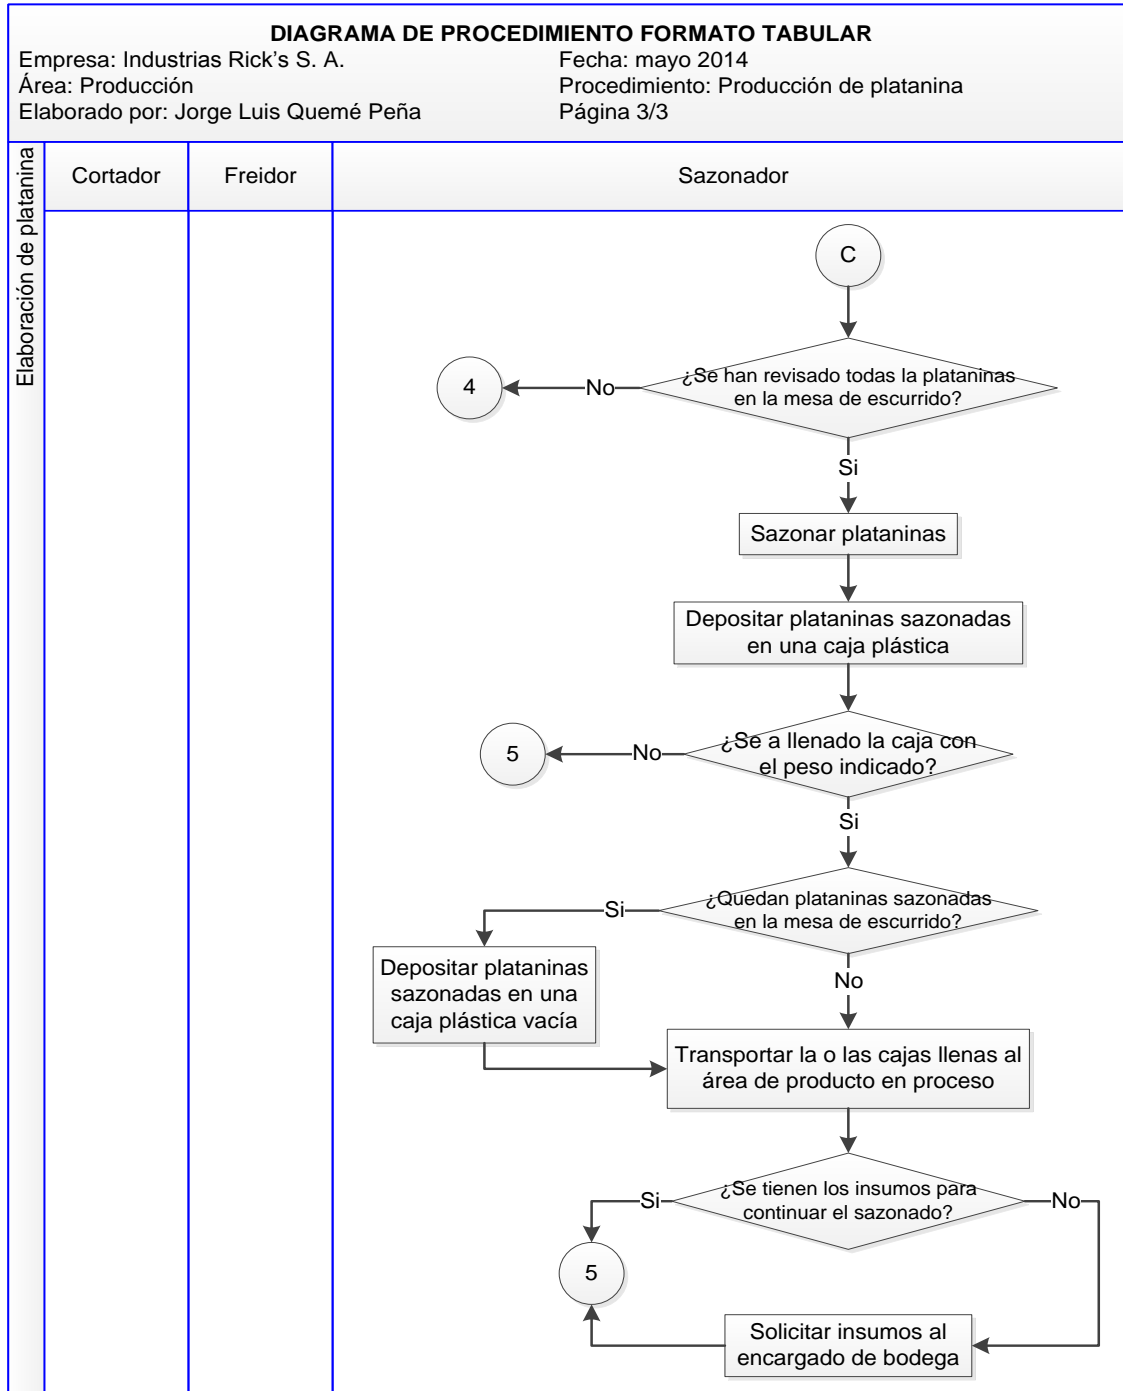 DIAGRAMA DE PROCEDIMIENTO FORMATO TABULAR
Empresa: Industrias Rick's S. A.
Fecha: mayo 2014
Área: Producción
Procedimiento: Producción de platanina
Elaborado por: Jorge Luis Quemé Peña
Página 3/3
Elaboración de platanina
Cortador
Freidor
Sazonador
C
¿Se han revisado todas la plataninas
en la mesa de escurrido?
No
4
Si
Sazonar plataninas
Depositar plataninas sazonadas
en una caja plástica
¿Se a llenado la caja con
el peso indicado?
No
5
Si
¿Quedan plataninas sazonadas
en la mesa de escurrido?
Si
Depositar plataninas
sazonadas en una
caja plástica vacía
No
Transportar la o las cajas llenas al
área de producto en proceso
¿Se tienen los insumos para
continuar el sazonado?
Si
No
5
Solicitar insumos al
encargado de bodega